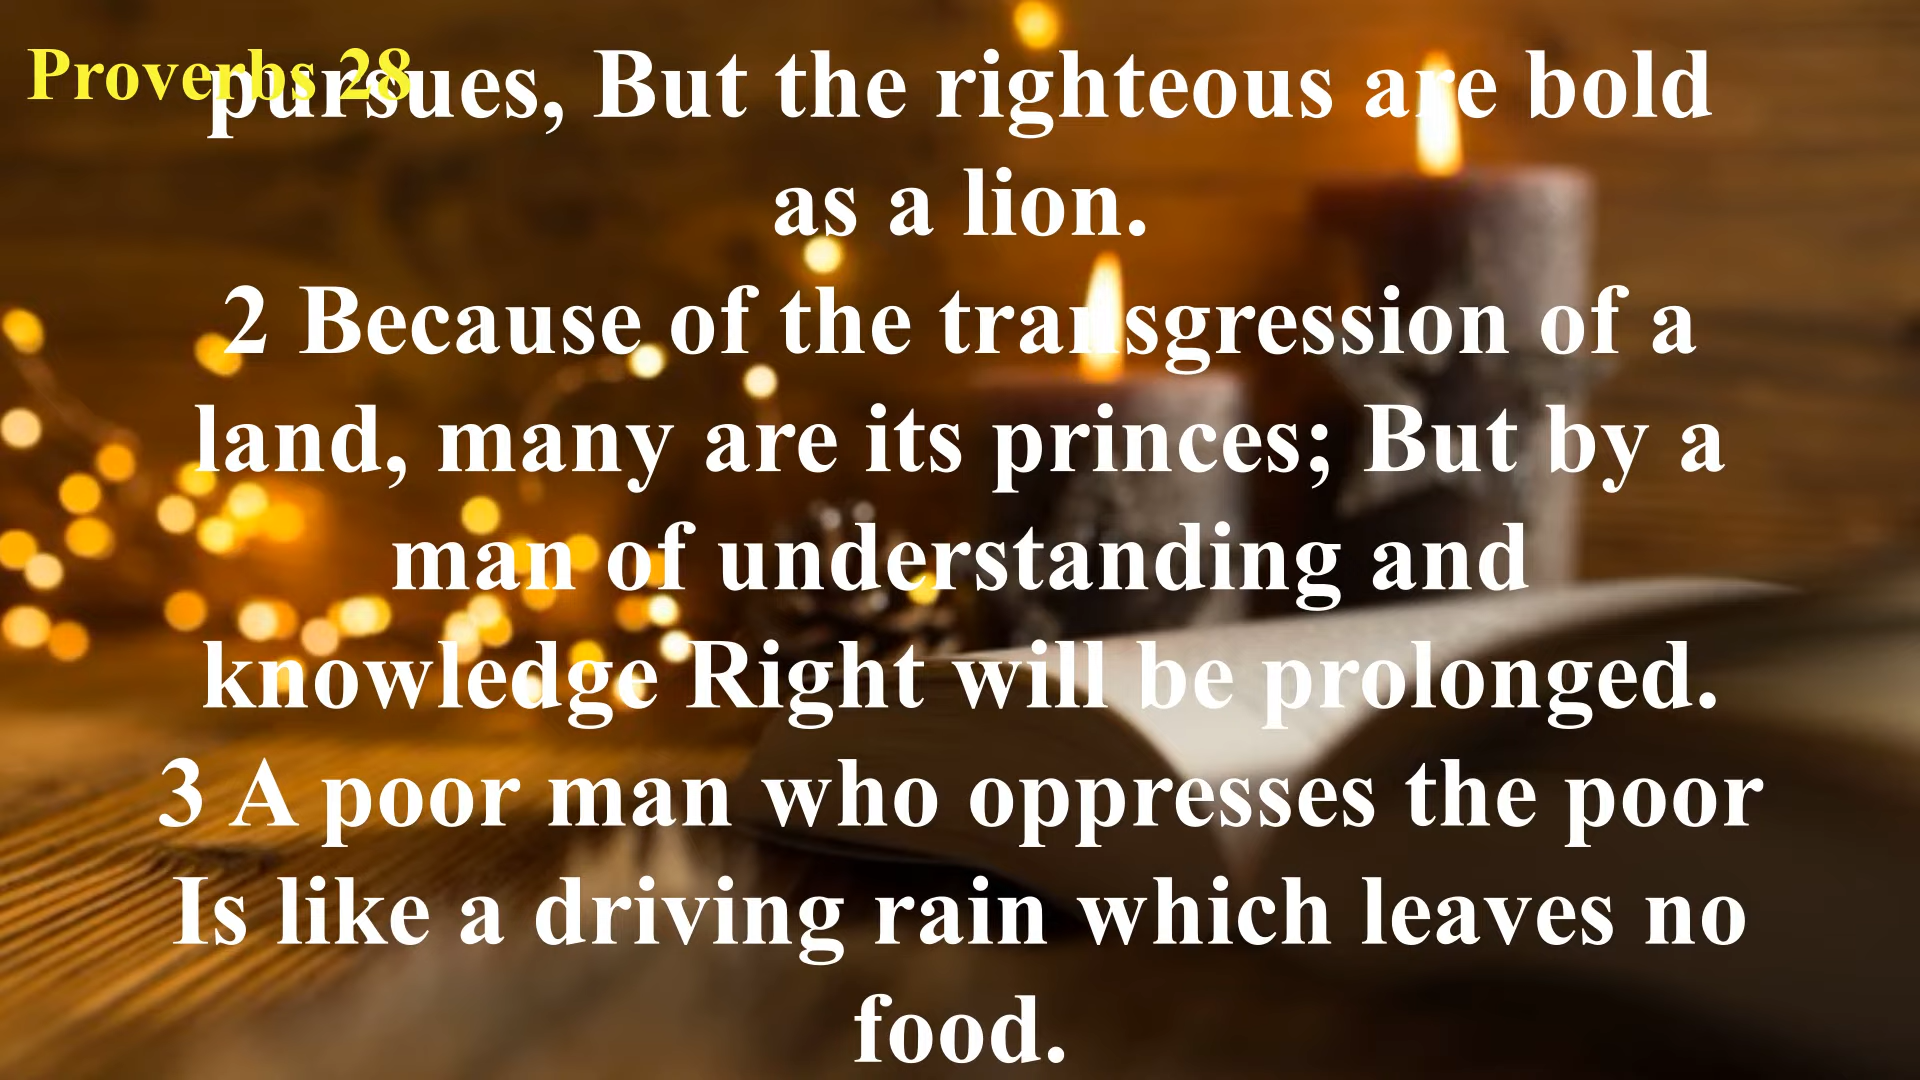 Proverbs 28
pursues, But the righteous are bold
as a lion.
2 Because of the transgression of a
land, many are its princes; But by a
man of understanding and
knowledge Right will be prolonged.
3 A poor man who oppresses the poor
Is like a driving rain which leaves no
food.